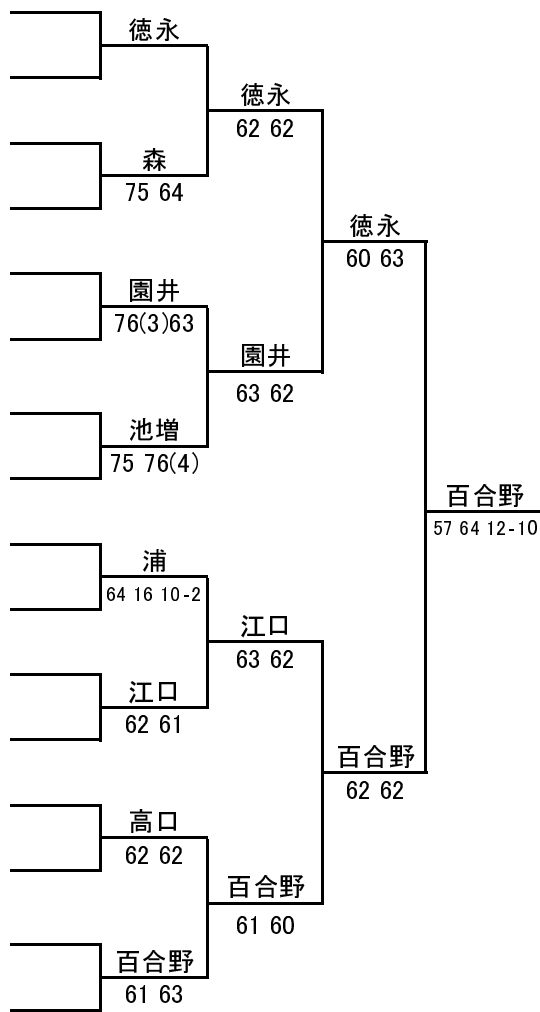 徳永
徳永
62 62
森
75 64
徳永
60 63
園井
76(3)63
園井
63 62
池増
75 76(4)
百合野
57 64 12-10
浦
64 16 10-2
江口
63 62
江口
62 61
百合野
62 62
高口
62 62
百合野
61 60
百合野
61 63